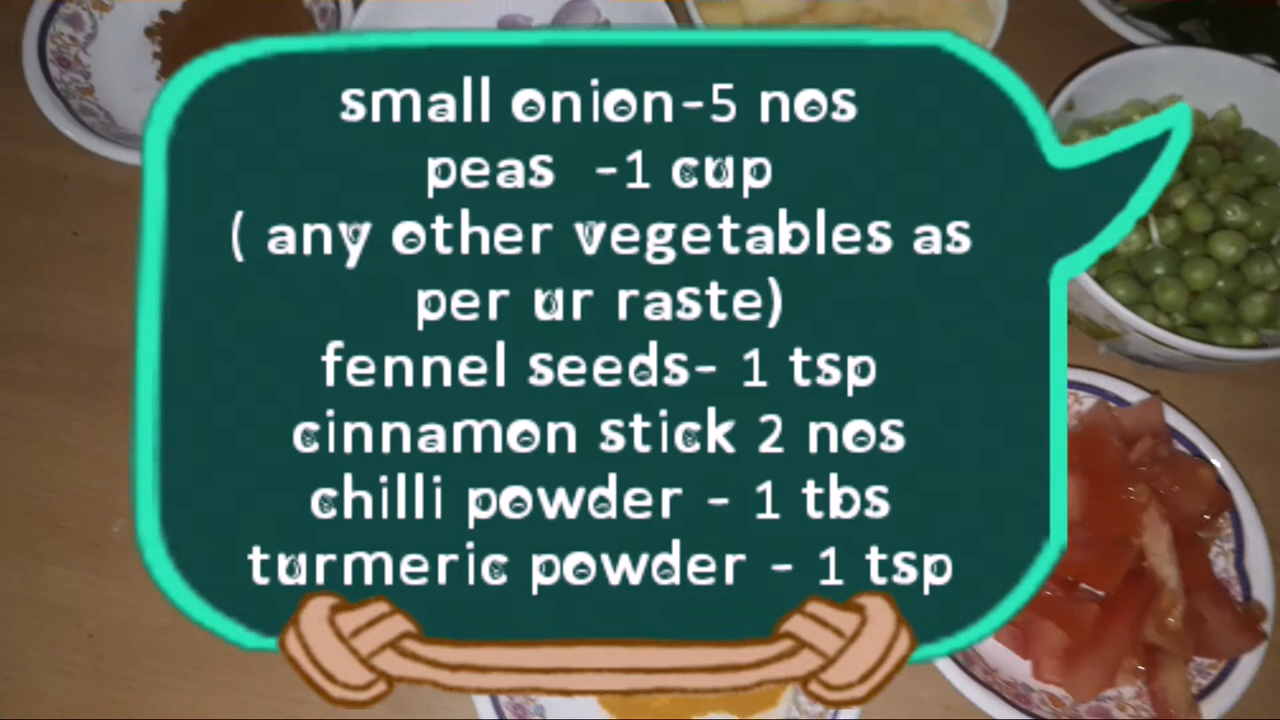 small onion-5 nos
peas -1 cup
( any other vegetables as
per ur raste)
fennel seeds- 1 tsp
cinnamon stick 2 nos
chilli powder - 1 tbs
turmeric powder - 1 tsp